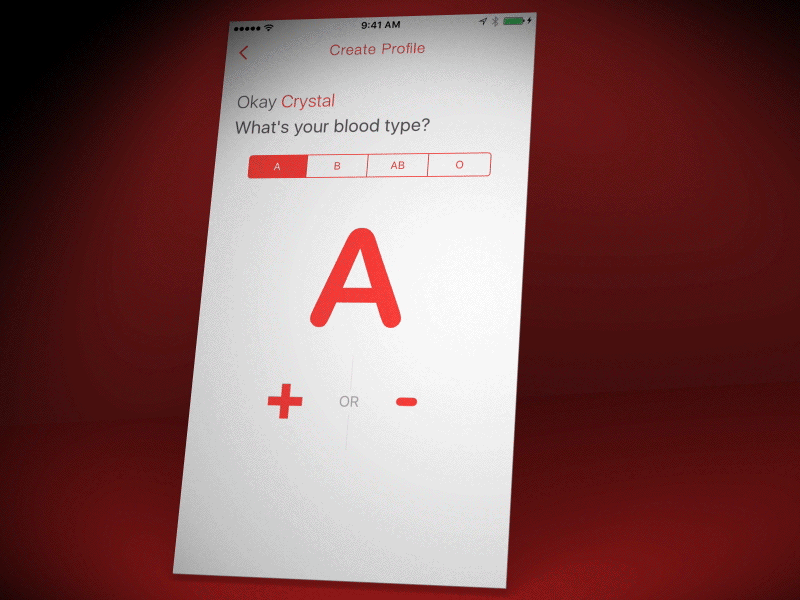 9:41 AM
Create Profile
Okay Crystal
What's your blood type?
A B AB O
A
+ OR -